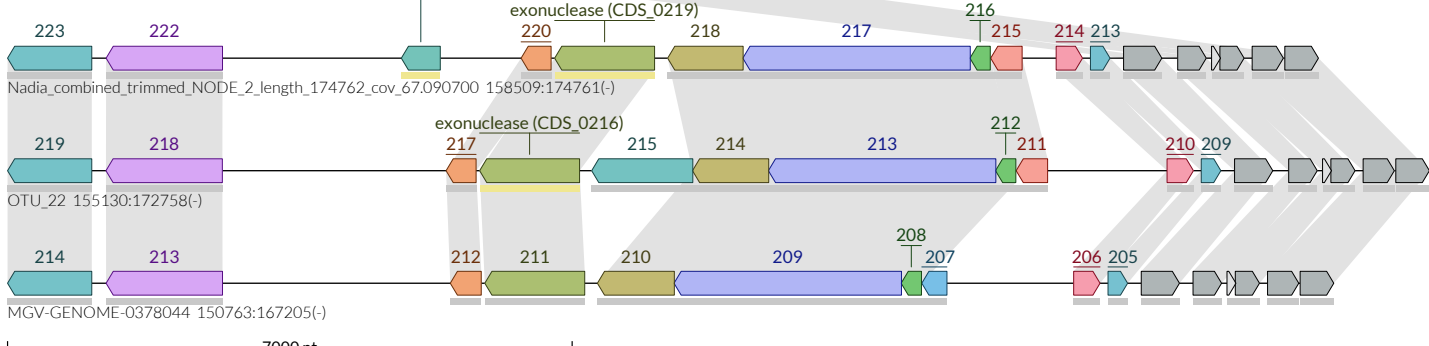 exonuclease (CDS_0219)
216
223 222 220 218 217 215 214 213
Nadia_combined_trimmed_NODE_2_length_174762_cov_67.090700 158509:174761(-)
exonuclease (CDS_0216)
212
219 218 217 215 214 213 211 210 209
OTU_22 155130:172758(-)
208
214 213 212 211 210 209 207 206 205
MGV-GENOME-0378044 150763:167205(-)
7000 nt